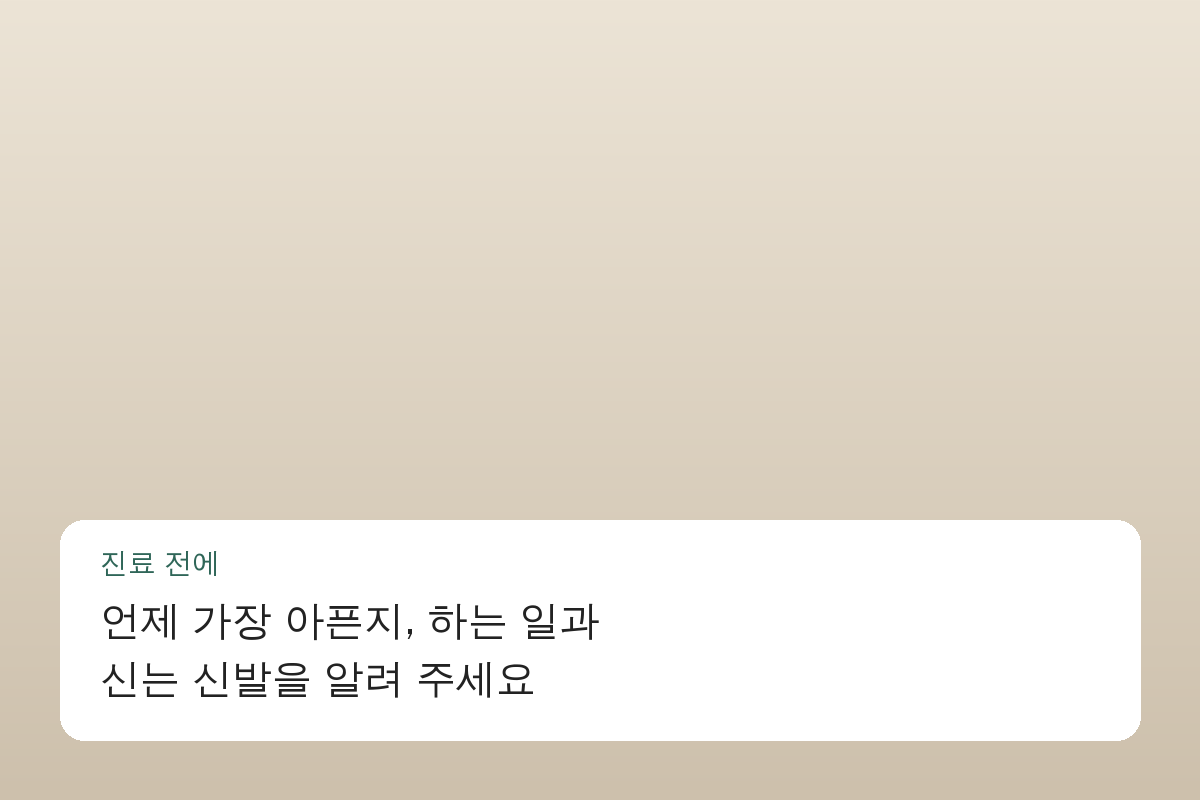 진료 전에
언제 가장 아픈지, 하는 일과
신는 신발을 알려 주세요